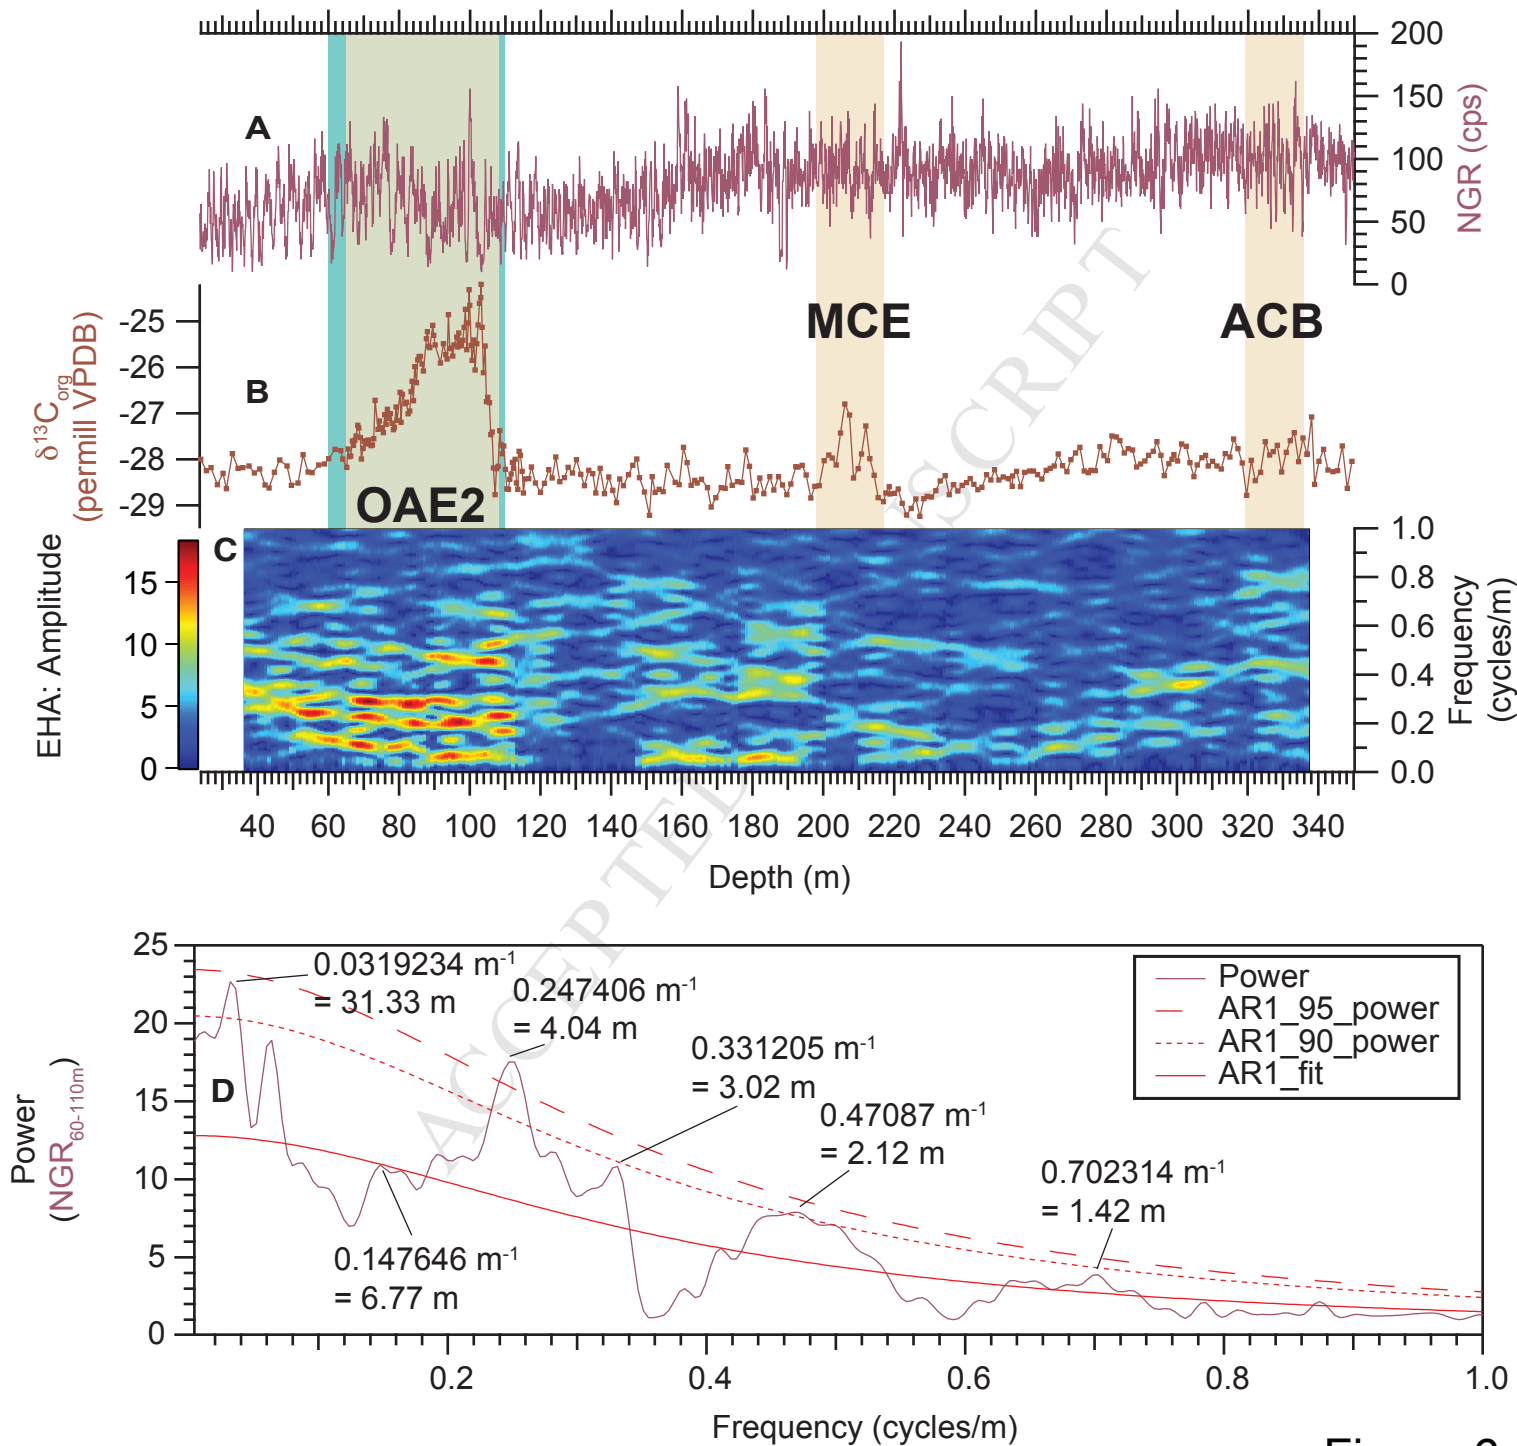 A
200
150
100
50
0
NGR (cps)
MCE
ACB
-25
-26
-27
-28
-29
δ13Corg
(permill VPDB)
B
OAE2
C
EHA: Amplitude
15
10
5
0
1.0
0.8
0.6
0.4
0.2
0.0
Frequency
(cycles/m)
40 60 80 100 120 140 160 180 200 220 240 260 280 300 320 340
Depth (m)
ACCEPTED
USCRIPT
25
20
15
10
5
0
Power
(NGR60-110m)
D
0.0319234 m-1
= 31.33 m
0.247406 m-1
= 4.04 m
0.331205 m-1
= 3.02 m
0.47087 m-1
= 2.12 m
0.702314 m-1
= 1.42 m
0.147646 m-1
= 6.77 m
Power
AR1_95_power
AR1_90_power
AR1_fit
0.2 0.4 0.6 0.8 1.0
Frequency (cycles/m)